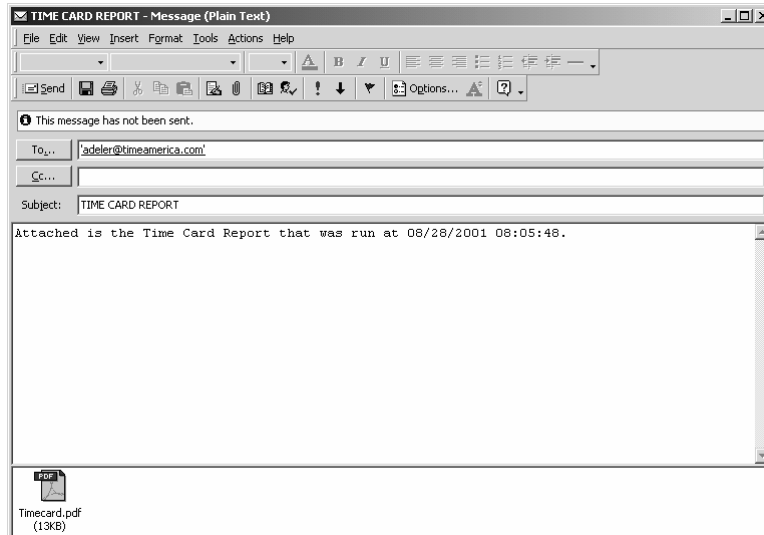 TIME CARD REPORT - Message (Plain Text)
File Edit View Insert Format Tools Actions Help
A B I U
Send Options...
This message has not been sent.
To... 'adeler@timeamerica.com'
Cc...
Subject: TIME CARD REPORT
Attached is the Time Card Report that was run at 08/28/2001 08:05:48.
PDF
Timecard.pdf
(13KB)